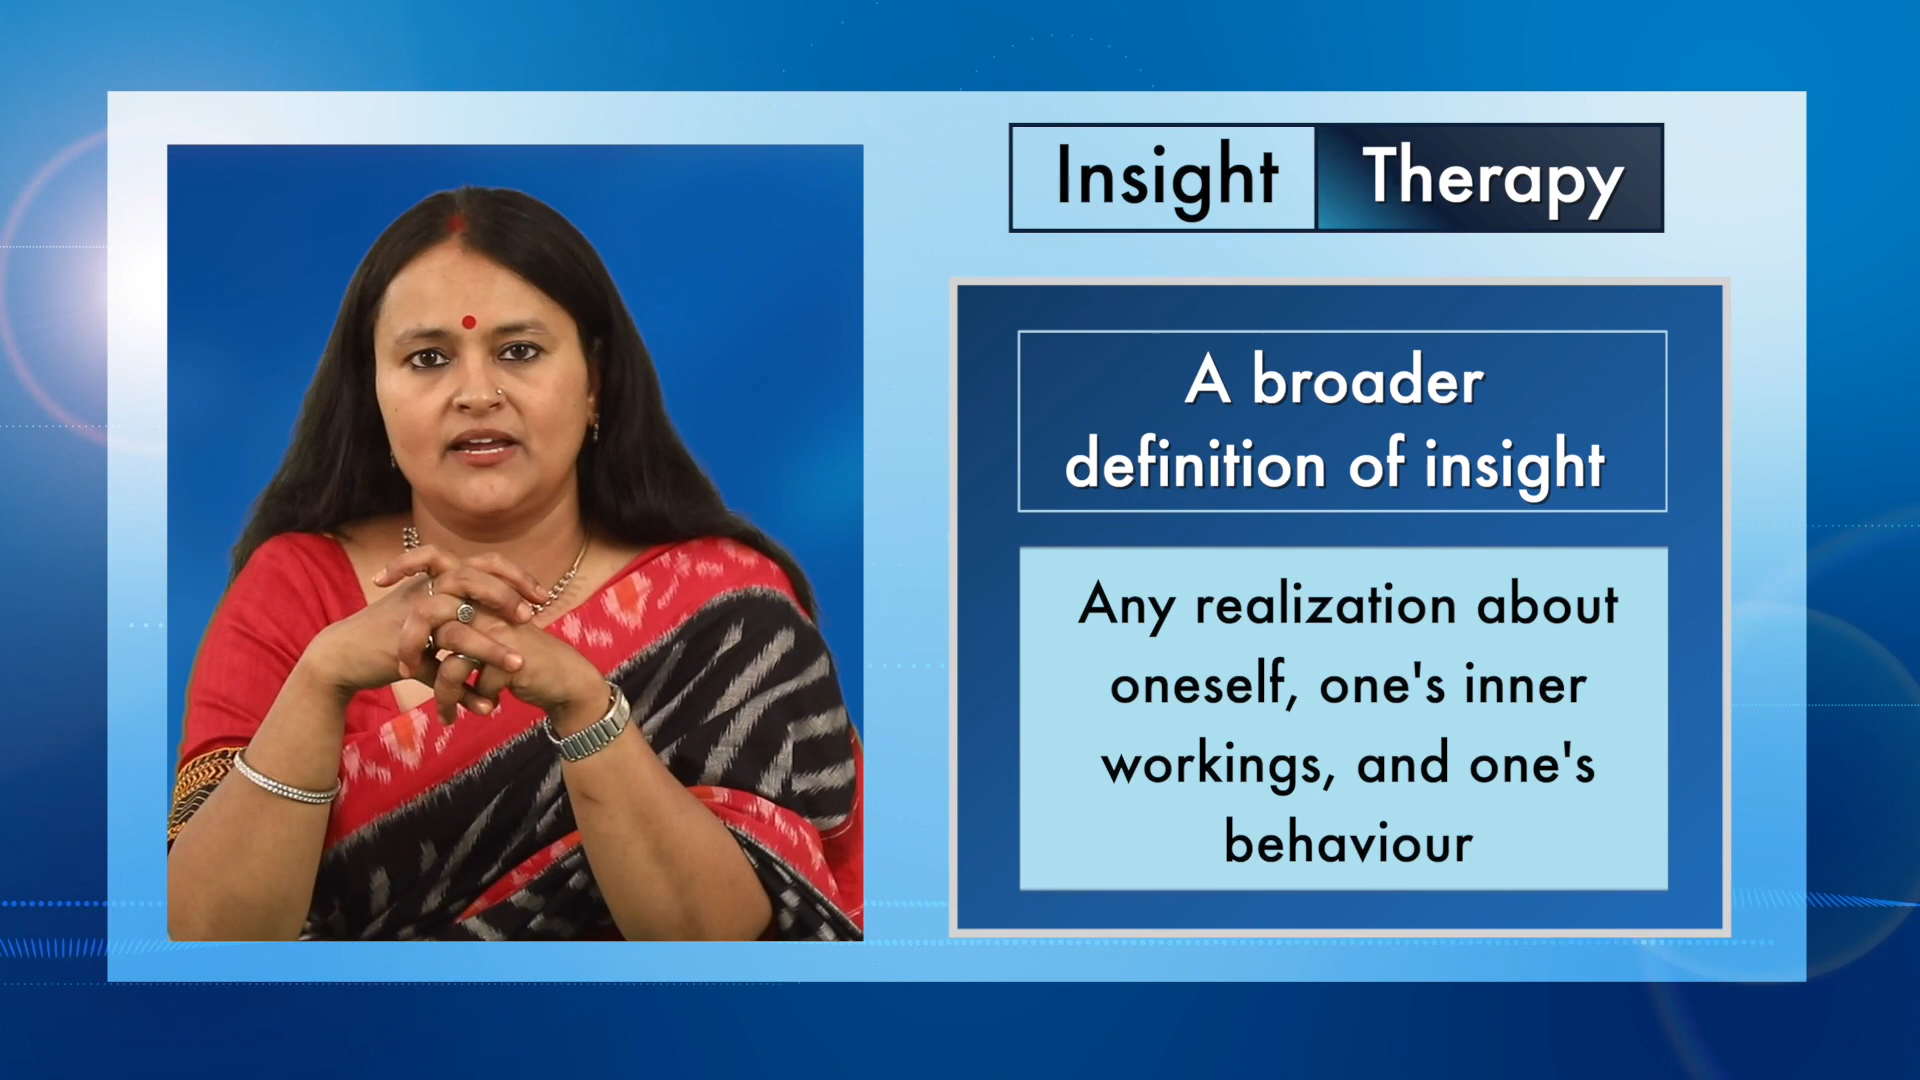 Insight Therapy
A broader
definition of insight
Any realization about
oneself, one's inner
workings, and one's
behaviour